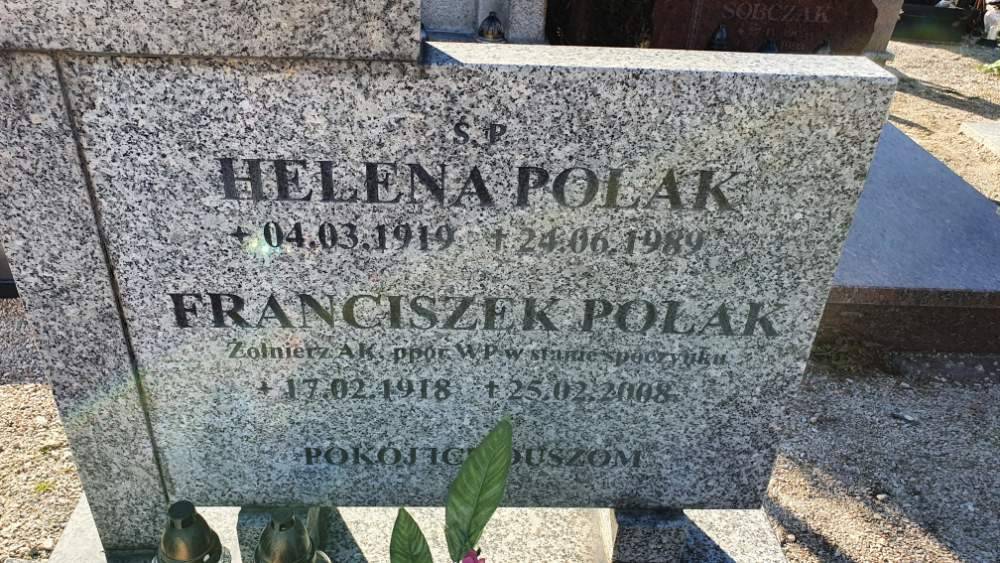 SOBCZAK
Ś.P.
HELENA POLAK
* 04.03.1919 † 24.06.1989
FRANCISZEK POLAK
Żołnierz AK, ppor. WP w stanie spoczynku
* 17.02.1918 † 25.02.2008
POKÓJ ICH DUSZOM